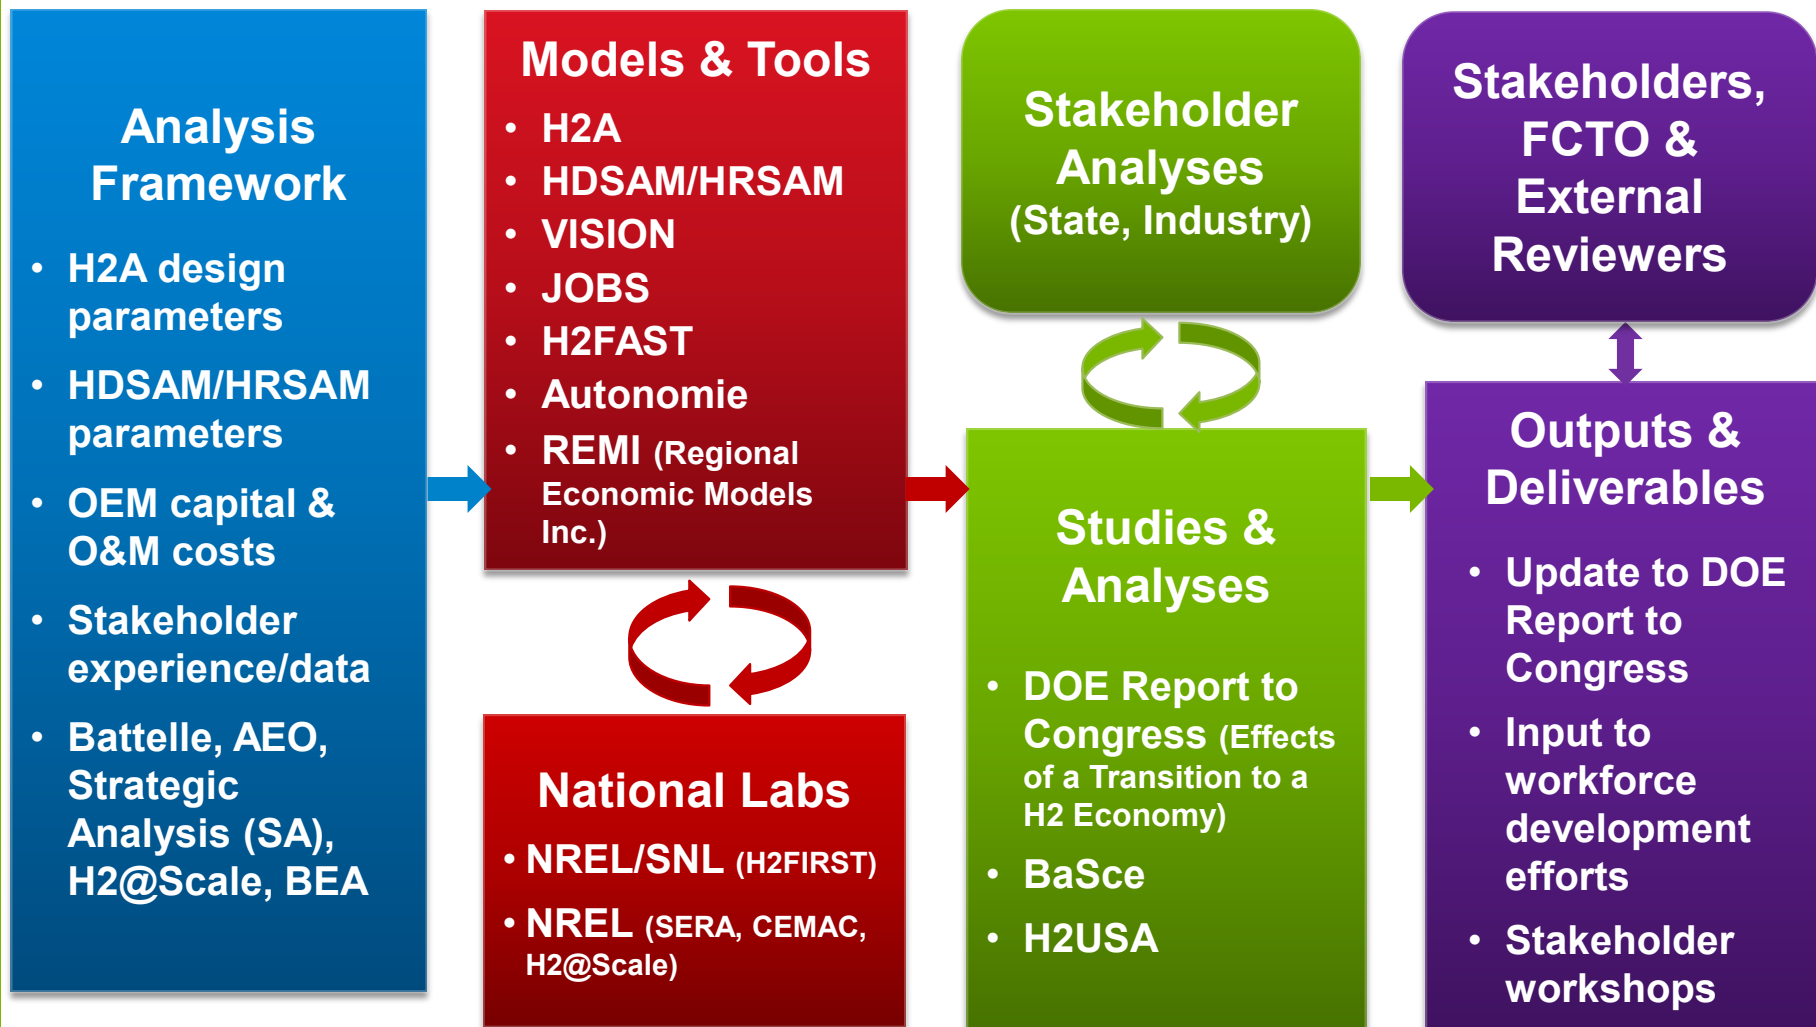 Analysis
Framework
• H2A design
parameters
• HDSAM/HRSAM
parameters
• OEM capital &
O&M costs
• Stakeholder
experience/data
• Battelle, AEO,
Strategic
Analysis (SA),
H2@Scale, BEA
Models & Tools
• H2A
• HDSAM/HRSAM
• VISION
• JOBS
• H2FAST
• Autonomie
• REMI (Regional
Economic Models
Inc.)
National Labs
• NREL/SNL (H2FIRST)
• NREL (SERA, CEMAC,
H2@Scale)
Stakeholder
Analyses
(State, Industry)
Studies &
Analyses
• DOE Report to
Congress (Effects
of a Transition to a
H2 Economy)
• BaSce
• H2USA
Stakeholders,
FCTO &
External
Reviewers
Outputs &
Deliverables
• Update to DOE
Report to
Congress
• Input to
workforce
development
efforts
• Stakeholder
workshops